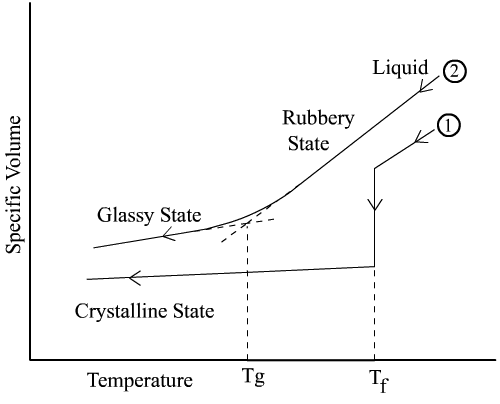 Liquid
2
1
Rubbery
State
Specific Volume
Glassy State
Crystalline State
Temperature
Tg
Tf